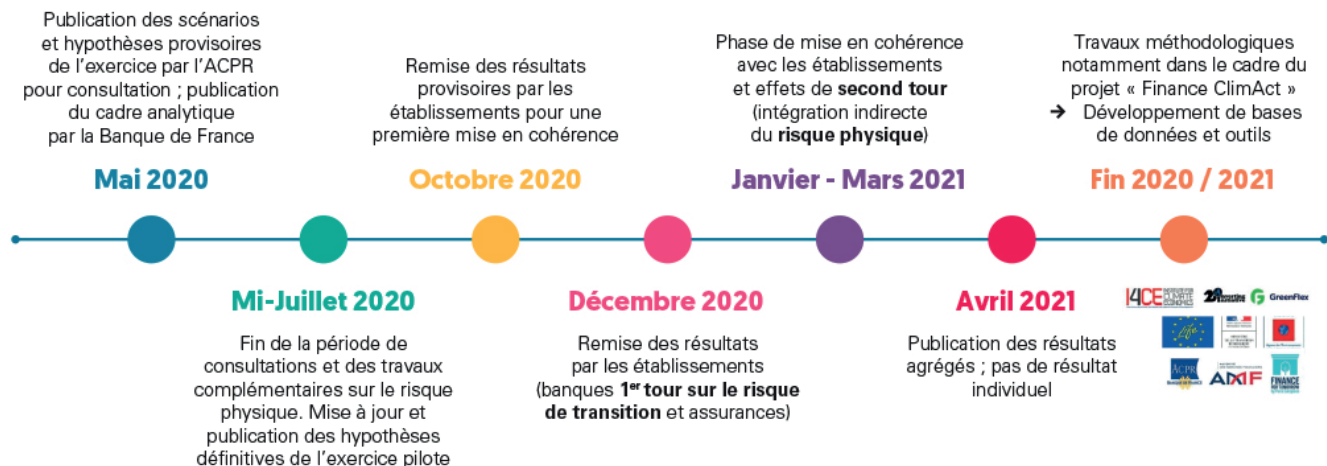 Publication des scénarios
et hypothèses provisoires
de l'exercice par l'ACPR
pour consultation ; publication
du cadre analytique
par la Banque de France
Mai 2020
Mi-Juillet 2020
Fin de la période de
consultations et des travaux
complémentaires sur le risque
physique. Mise à jour et
publication des hypothèses
définitives de l'exercice pilote
Remise des résultats
provisoires par les
établissements pour une
première mise en cohérence
Octobre 2020
Décembre 2020
Remise des résultats
par les établissements
(banques 1er tour sur le risque
de transition et assurances)
Phase de mise en cohérence
avec les établissements
et effets de second tour
(intégration indirecte
du risque physique)
Janvier - Mars 2021
Avril 2021
Publication des résultats
agrégés ; pas de résultat
individuel
Travaux méthodologiques
notamment dans le cadre du
projet « Finance ClimAct »
→ Développement de bases
de données et outils
Fin 2020 / 2021
I4CE
GreenFlex
Life
ACPR
BANQUE DE FRANCE
AMF
FINANCE